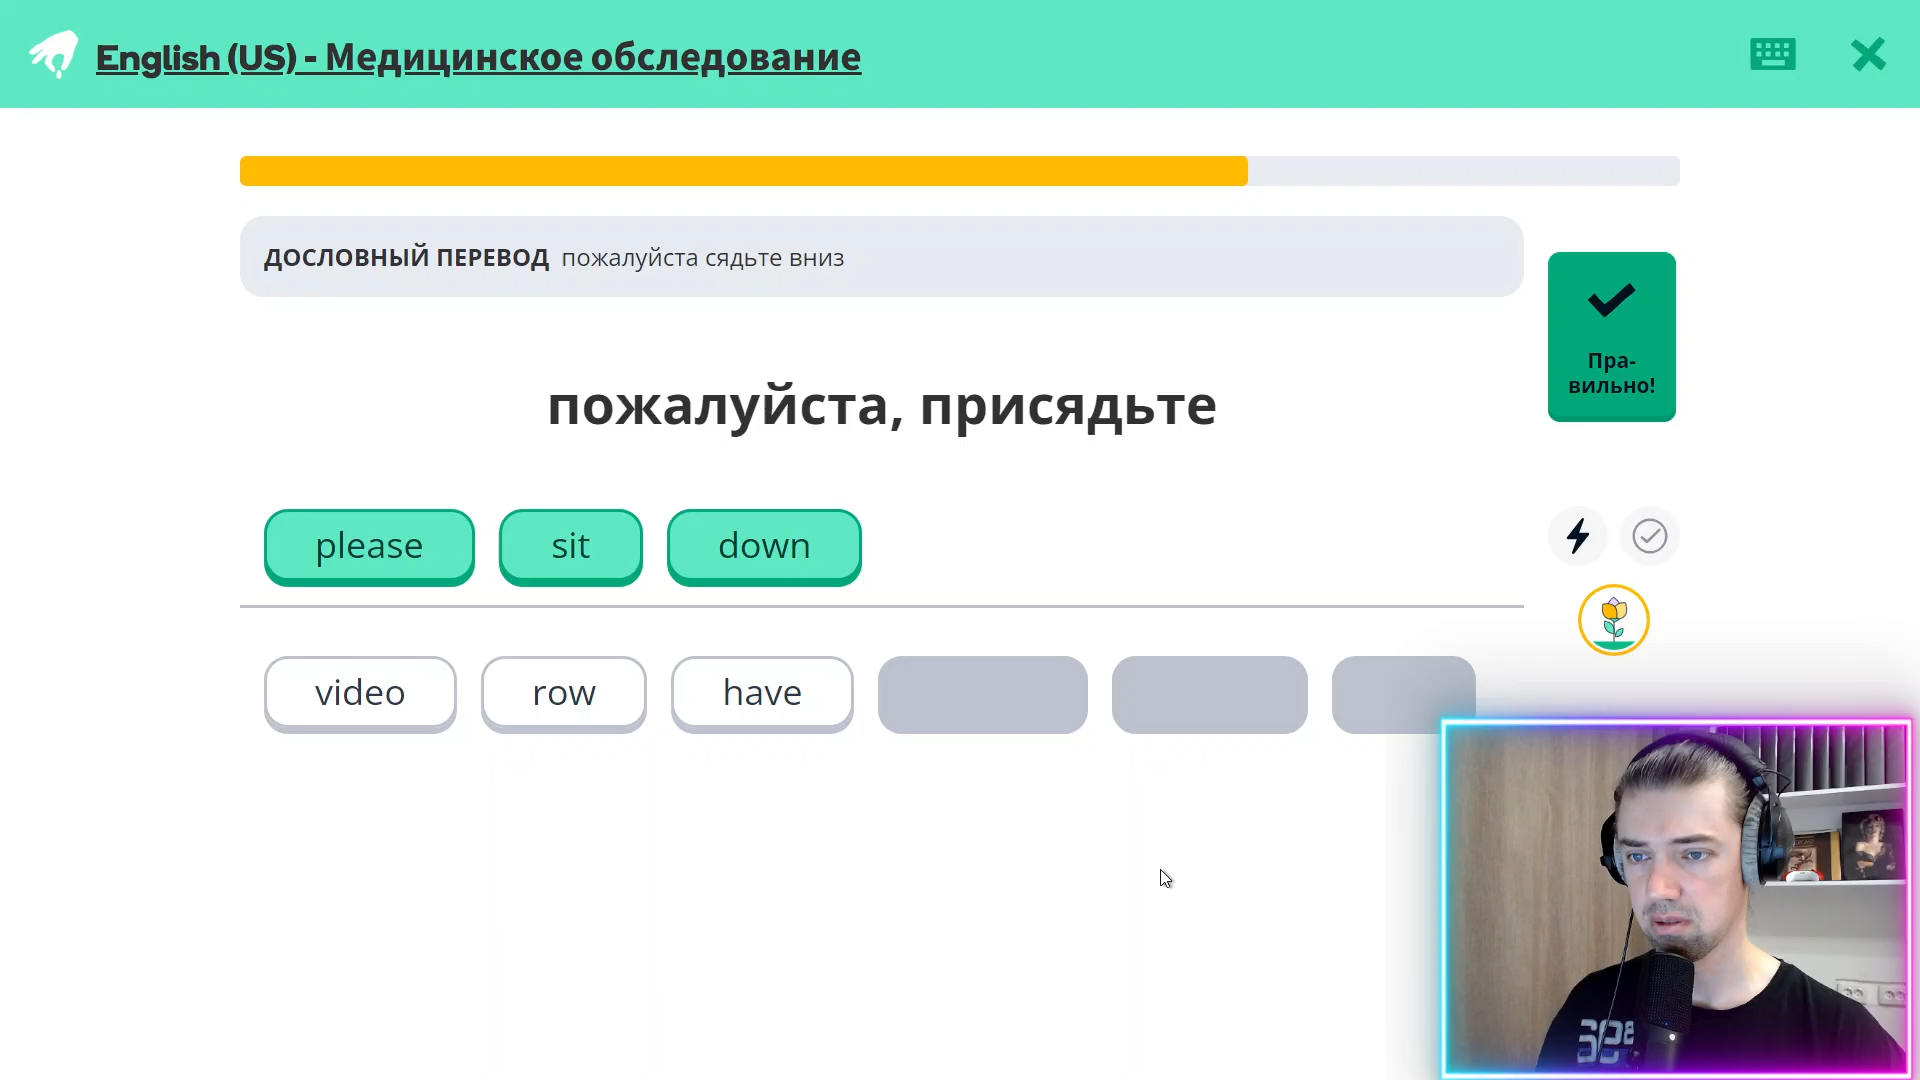 English (US) - Медицинское обследование
ДОСЛОВНЫЙ ПЕРЕВОД пожалуйста сядьте вниз
Пра-
вильно!
пожалуйста, присядьте
please sit down
video row have